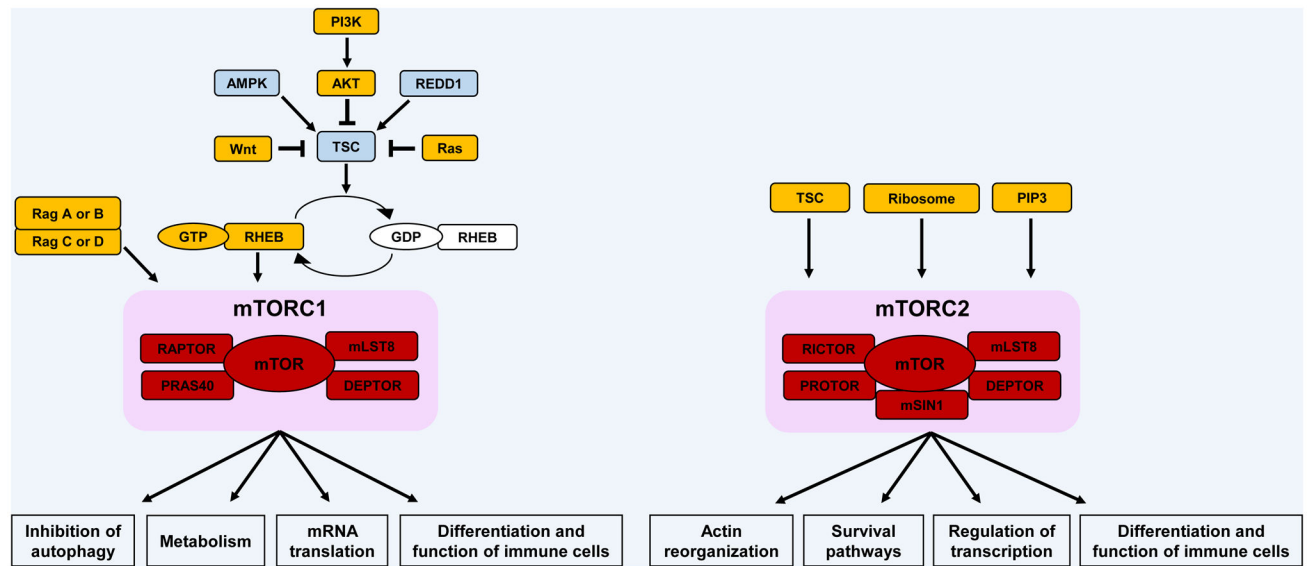 PI3K
AMPK
AKT
REDD1
Wnt
TSC
Ras
Rag A or B
Rag C or D
GTP
RHEB
GDP
RHEB
TSC
Ribosome
PIP3
mTORC1
RAPTOR
mLST8
mTOR
PRAS40
DEPTOR
mTORC2
RICTOR
mLST8
mTOR
PROTOR
DEPTOR
mSIN1
Inhibition of
autophagy
Metabolism
mRNA
translation
Differentiation and
function of immune cells
Actin
reorganization
Survival
pathways
Regulation of
transcription
Differentiation and
function of immune cells